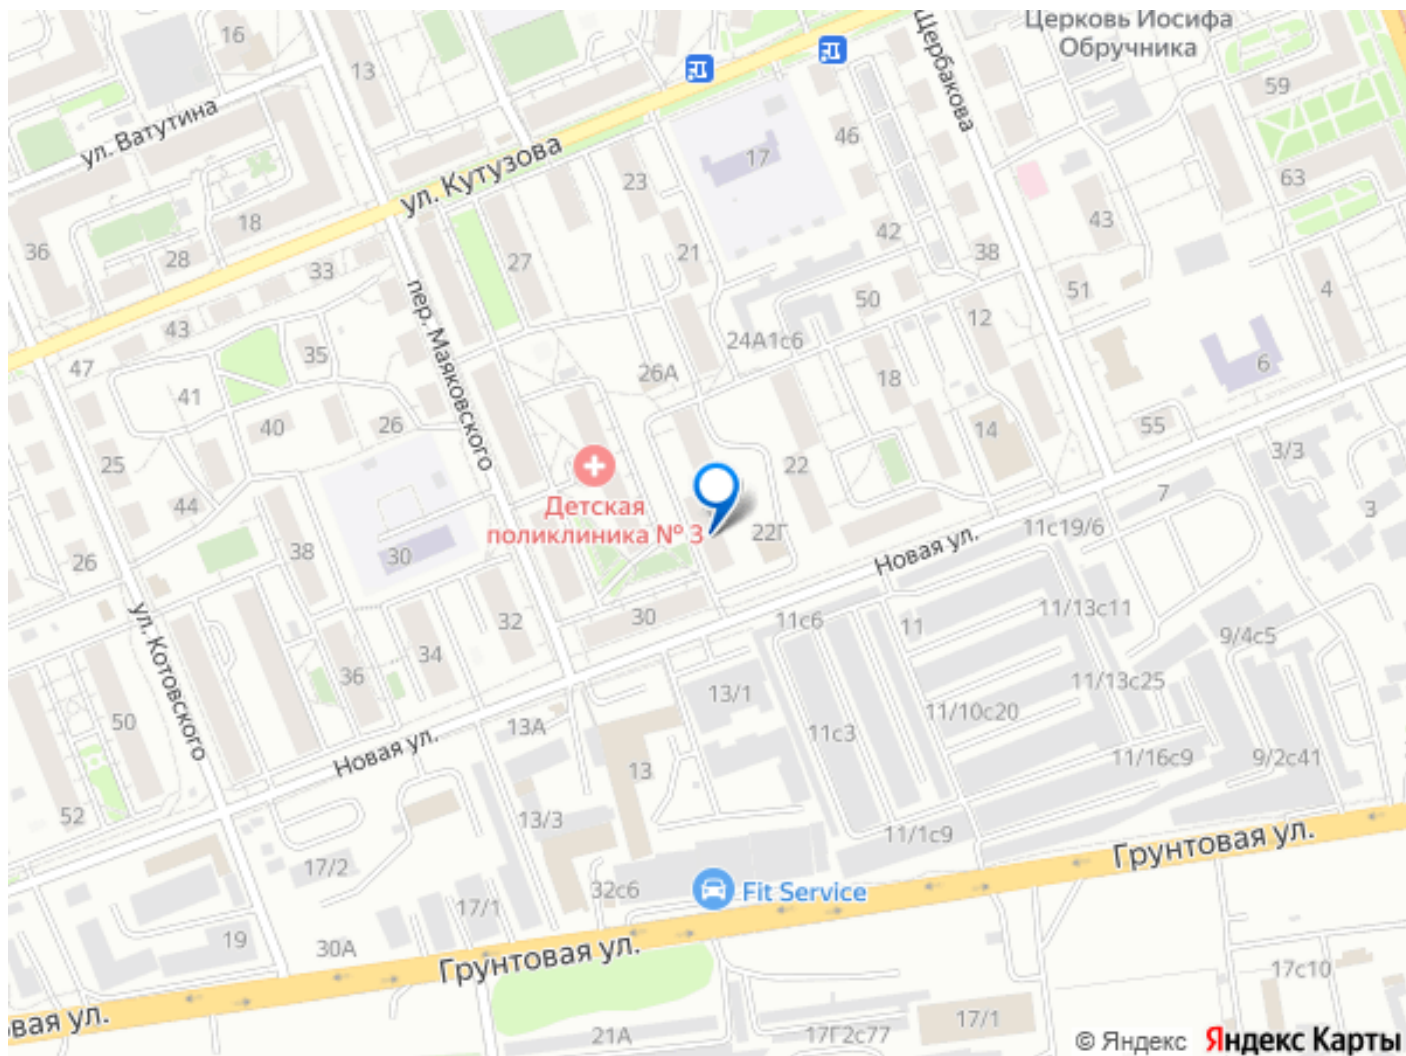 Церковь Иосифа
Обручника
16
13
ул. Ватутина
ул. Кутузова
Щербакова
59
46
17
23
63
36
18
28
33
27
21
42
38
43
51
4
43
47
35
41
40
26
пер. Маяковского
50
24А1с6
12
26А
18
6
14
55
25
44
22
3/3
7
3
Детская
поликлиника № 3
22Г
11с19/6
Новая ул.
26
38
30
ул. Котовского
32
30
11с6
11
11/13с11
9/4с5
36
34
13/1
11/13с25
50
13А
Новая ул.
11с3
11/10с20
11/16с9
9/2с41
13
52
13/3
11/1с9
Грунтовая ул.
17/2
32с6
Fit Service
17/1
19
30А
Грунтовая ул.
17с10
вая ул.
21А
17Г2с77
17/1
© Яндекс Яндекс Карты